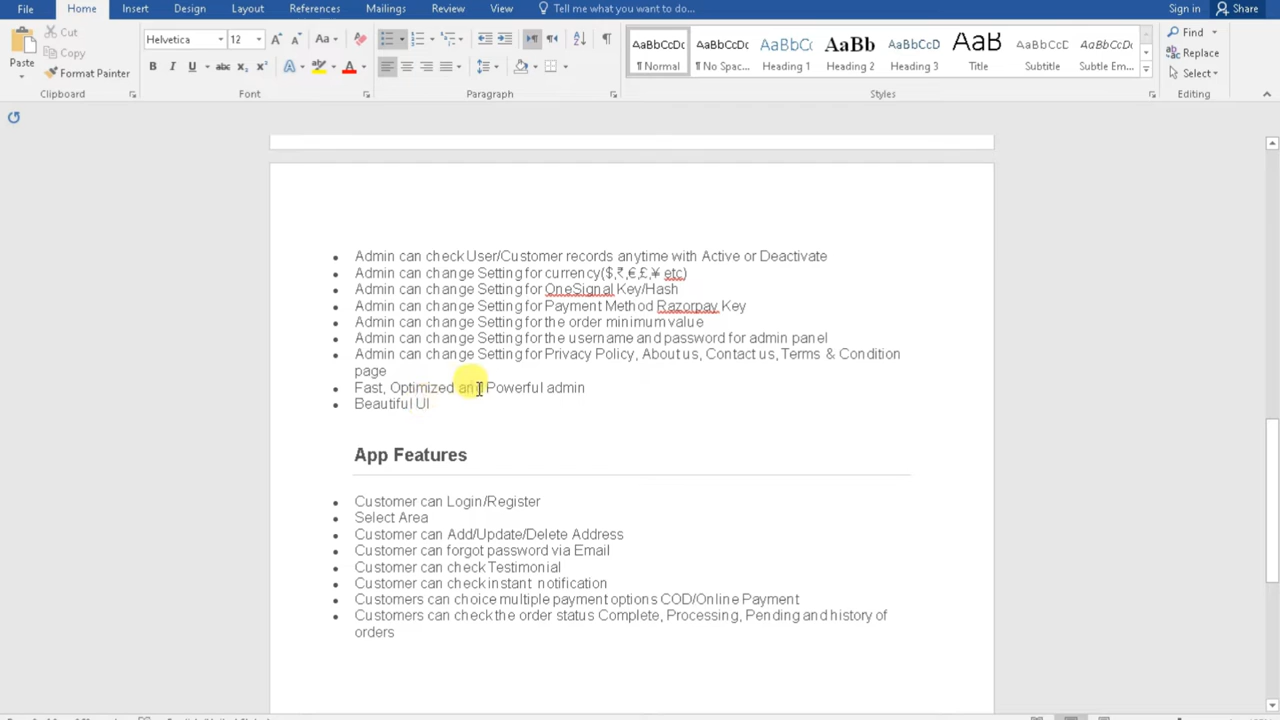 File Home Insert Design Layout References Mailings Review View Tell me what you want to do... Sign in Share
Paste Cut Copy Format Painter
Helvetica 12 Aa
B I U abc X₂ X² A A
AaBbCcDc AaBbCcDc AaBbC( AaBb AaBbCcD AaB AaBbCcD AaBbCcDc
¶ Normal ¶ No Spac... Heading 1 Heading 2 Heading 3 Title Subtitle Subtle Em...
Find
Replace
Select
Clipboard Font Paragraph Styles Editing
Admin can check User/Customer records anytime with Active or Deactivate
Admin can change Setting for currency($,₹,€,£,¥ etc)
Admin can change Setting for OneSignal Key/Hash
Admin can change Setting for Payment Method Razorpay Key
Admin can change Setting for the order minimum value
Admin can change Setting for the username and password for admin panel
Admin can change Setting for Privacy Policy, About us, Contact us, Terms & Condition
page
Fast, Optimized and Powerful admin
Beautiful UI
App Features
Customer can Login/Register
Select Area
Customer can Add/Update/Delete Address
Customer can forgot password via Email
Customer can check Testimonial
Customer can check instant notification
Customers can choice multiple payment options COD/Online Payment
Customers can check the order status Complete, Processing, Pending and history of
orders